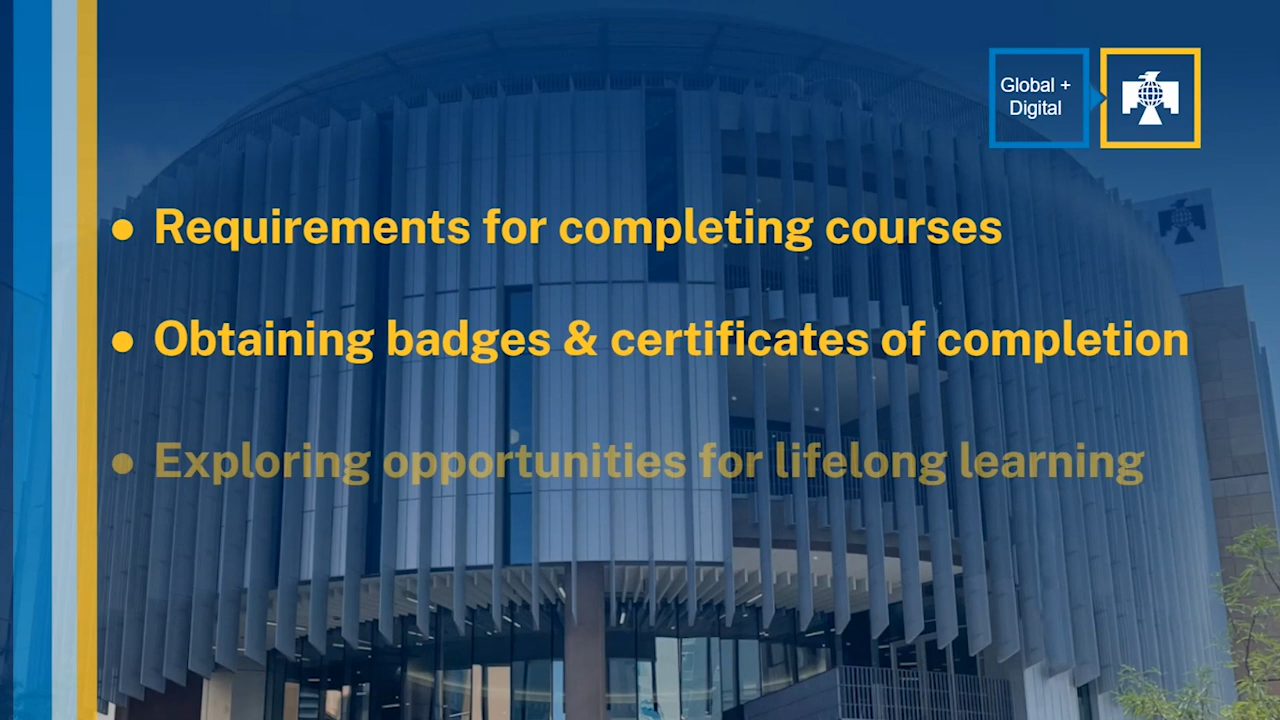 Global +
Digital
● Requirements for completing courses
● Obtaining badges & certificates of completion
● Exploring opportunities for lifelong learning